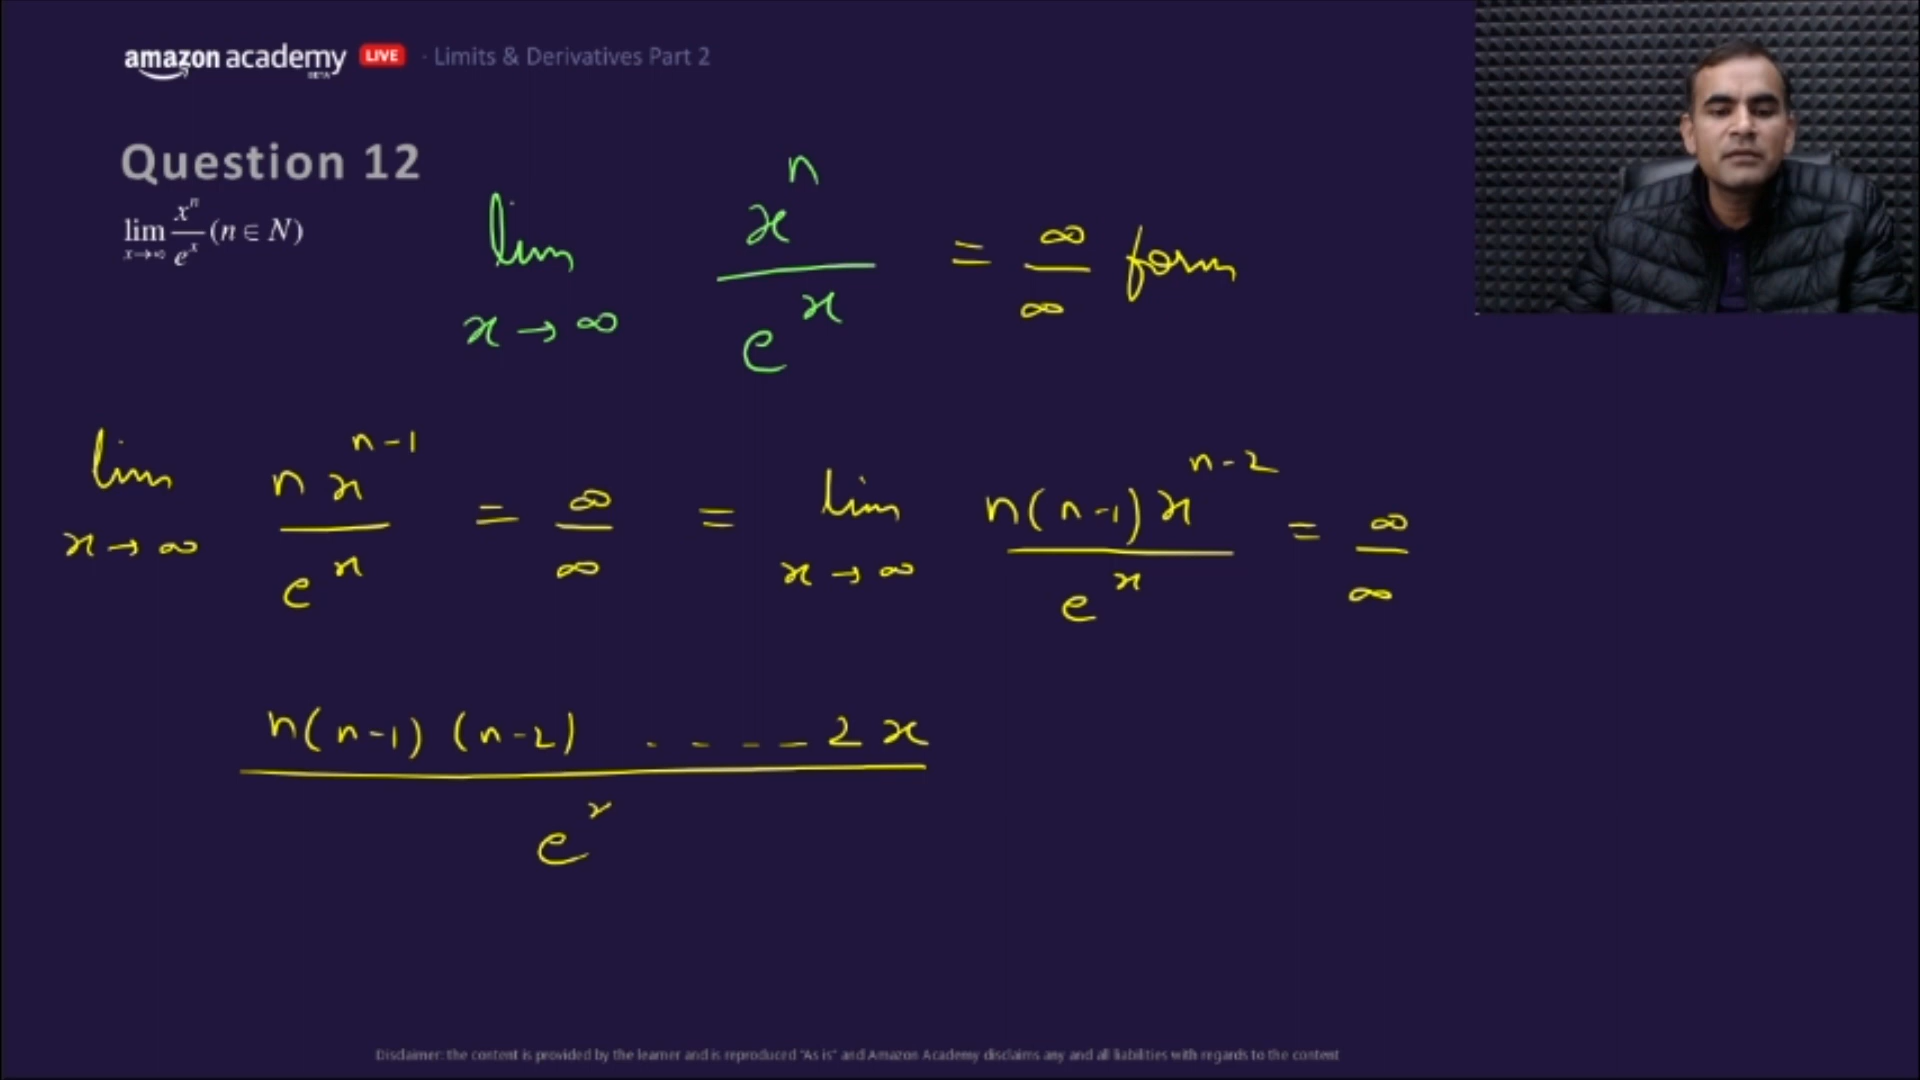 amazon academy LIVE · Limits & Derivatives Part 2
BETA
Question 12
lim x→∞ xⁿ/eˣ (n ∈ N)
lim x→∞ xⁿ/eˣ = ∞/∞ form
lim x→∞ n xⁿ⁻¹/eˣ = ∞/∞ = lim x→∞ n(n-1)xⁿ⁻²/eˣ = ∞/∞
n(n-1)(n-2) ..... 2x / eˣ
Disclaimer: the content is provided by the learner and is reproduced "As is" and Amazon Academy disclaims any and all liabilities with regards to the content